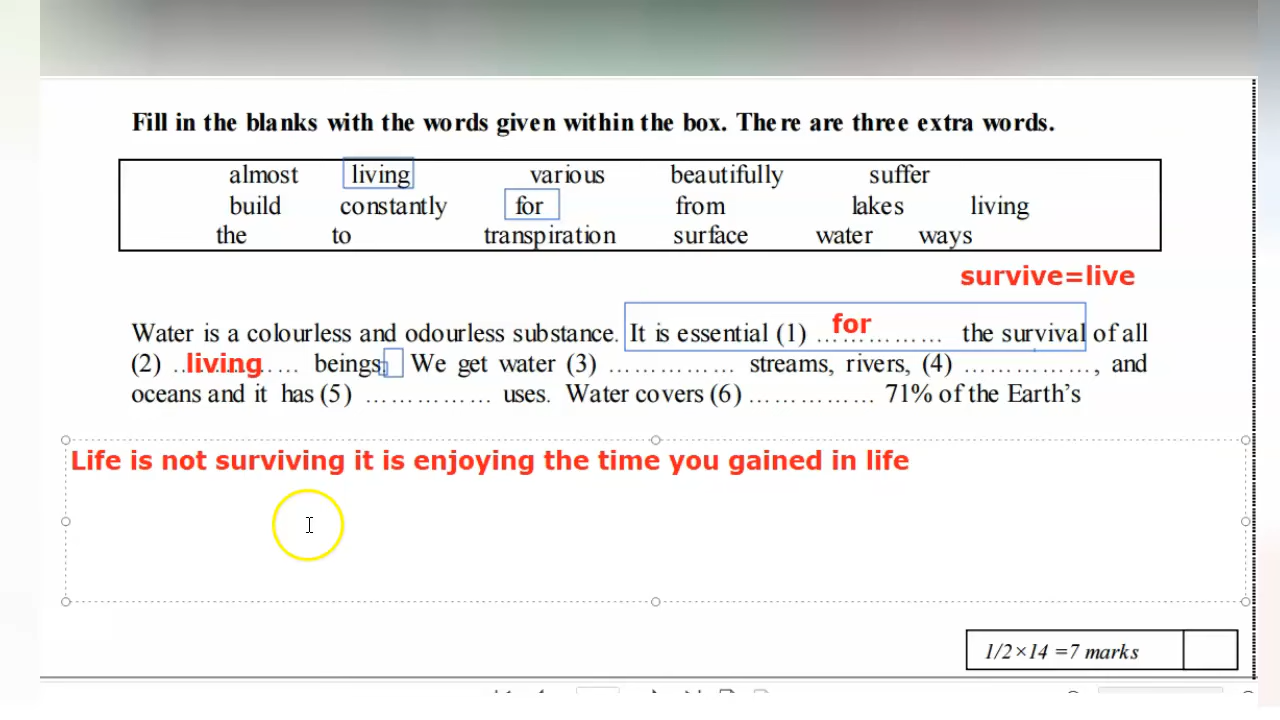 Fill in the blanks with the words given within the box. There are three extra words.
almost living various beautifully suffer
build constantly for from lakes living
the to transpiration surface water ways
survive=live
Water is a colourless and odourless substance. It is essential (1) ...for............ the survival of all
(2) ..living..... beings. We get water (3) ............... streams, rivers, (4) ..............., and
oceans and it has (5) ............... uses. Water covers (6) ............... 71% of the Earth's
Life is not surviving it is enjoying the time you gained in life
1/2×14 =7 marks